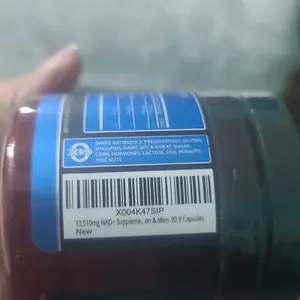 ZERO
GMO'S ANTIBIOTICS, PRESERVATIVES, GLUTEN,
SHELLFISH, DAIRY, SOY & WHEAT, SUGAR,
CORN, HORMONES, LACTOSE, EGG, PEANUTS,
TREE NUTS
X004K47SIP
13,510mg NAD+ Suppleme...en & Men- 90 V Capsules
New